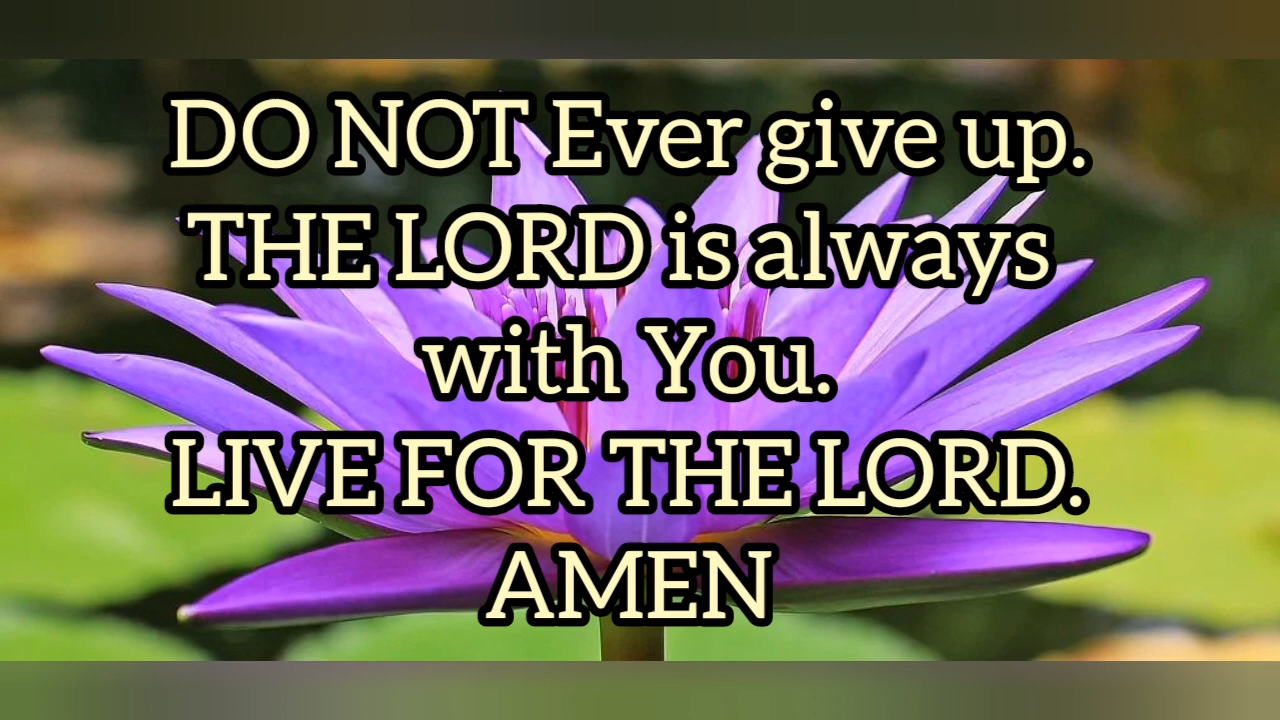 DO NOT Ever give up.
THE LORD is always
with You.
LIVE FOR THE LORD.
AMEN